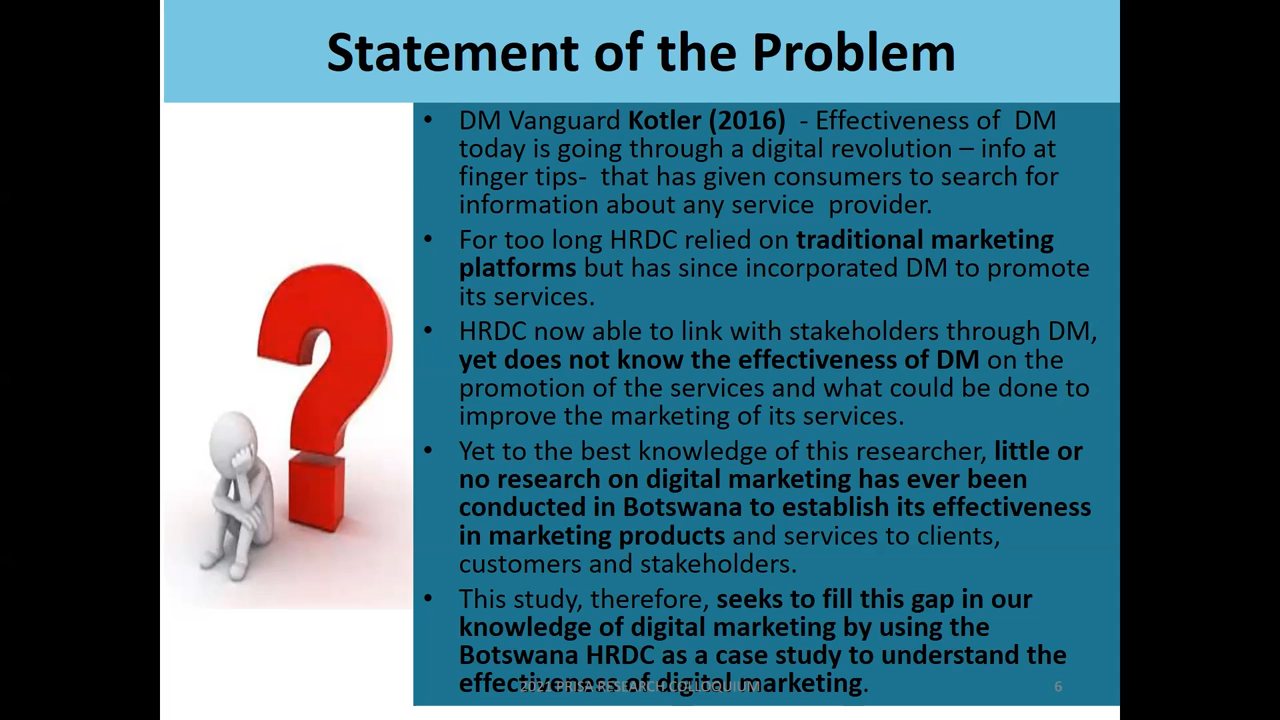 Statement of the Problem
• DM Vanguard Kotler (2016) - Effectiveness of DM
today is going through a digital revolution – info at
finger tips- that has given consumers to search for
information about any service provider.
• For too long HRDC relied on traditional marketing
platforms but has since incorporated DM to promote
its services.
• HRDC now able to link with stakeholders through DM,
yet does not know the effectiveness of DM on the
promotion of the services and what could be done to
improve the marketing of its services.
• Yet to the best knowledge of this researcher, little or
no research on digital marketing has ever been
conducted in Botswana to establish its effectiveness
in marketing products and services to clients,
customers and stakeholders.
• This study, therefore, seeks to fill this gap in our
knowledge of digital marketing by using the
Botswana HRDC as a case study to understand the
effectiveness of digital marketing.
2021 PRISA RESEARCH COLLOQUIUM
6